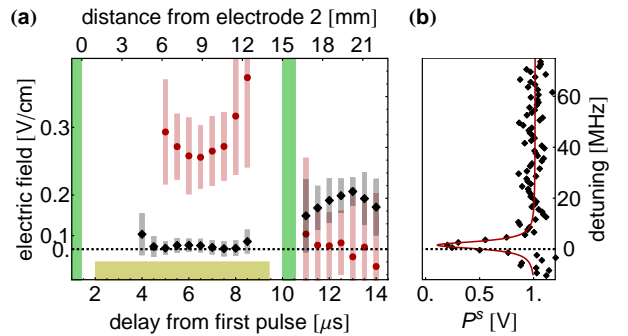 (a) distance from electrode 2 [mm] (b)
0 3 6 9 12 15 18 21
electric field [V/cm]
0.3
0.2
0.1
0.
60
40
20
0
detuning [MHz]
0 2 4 6 8 10 12 14
0. 0.5 1.
delay from first pulse [μs]
P^s [V]